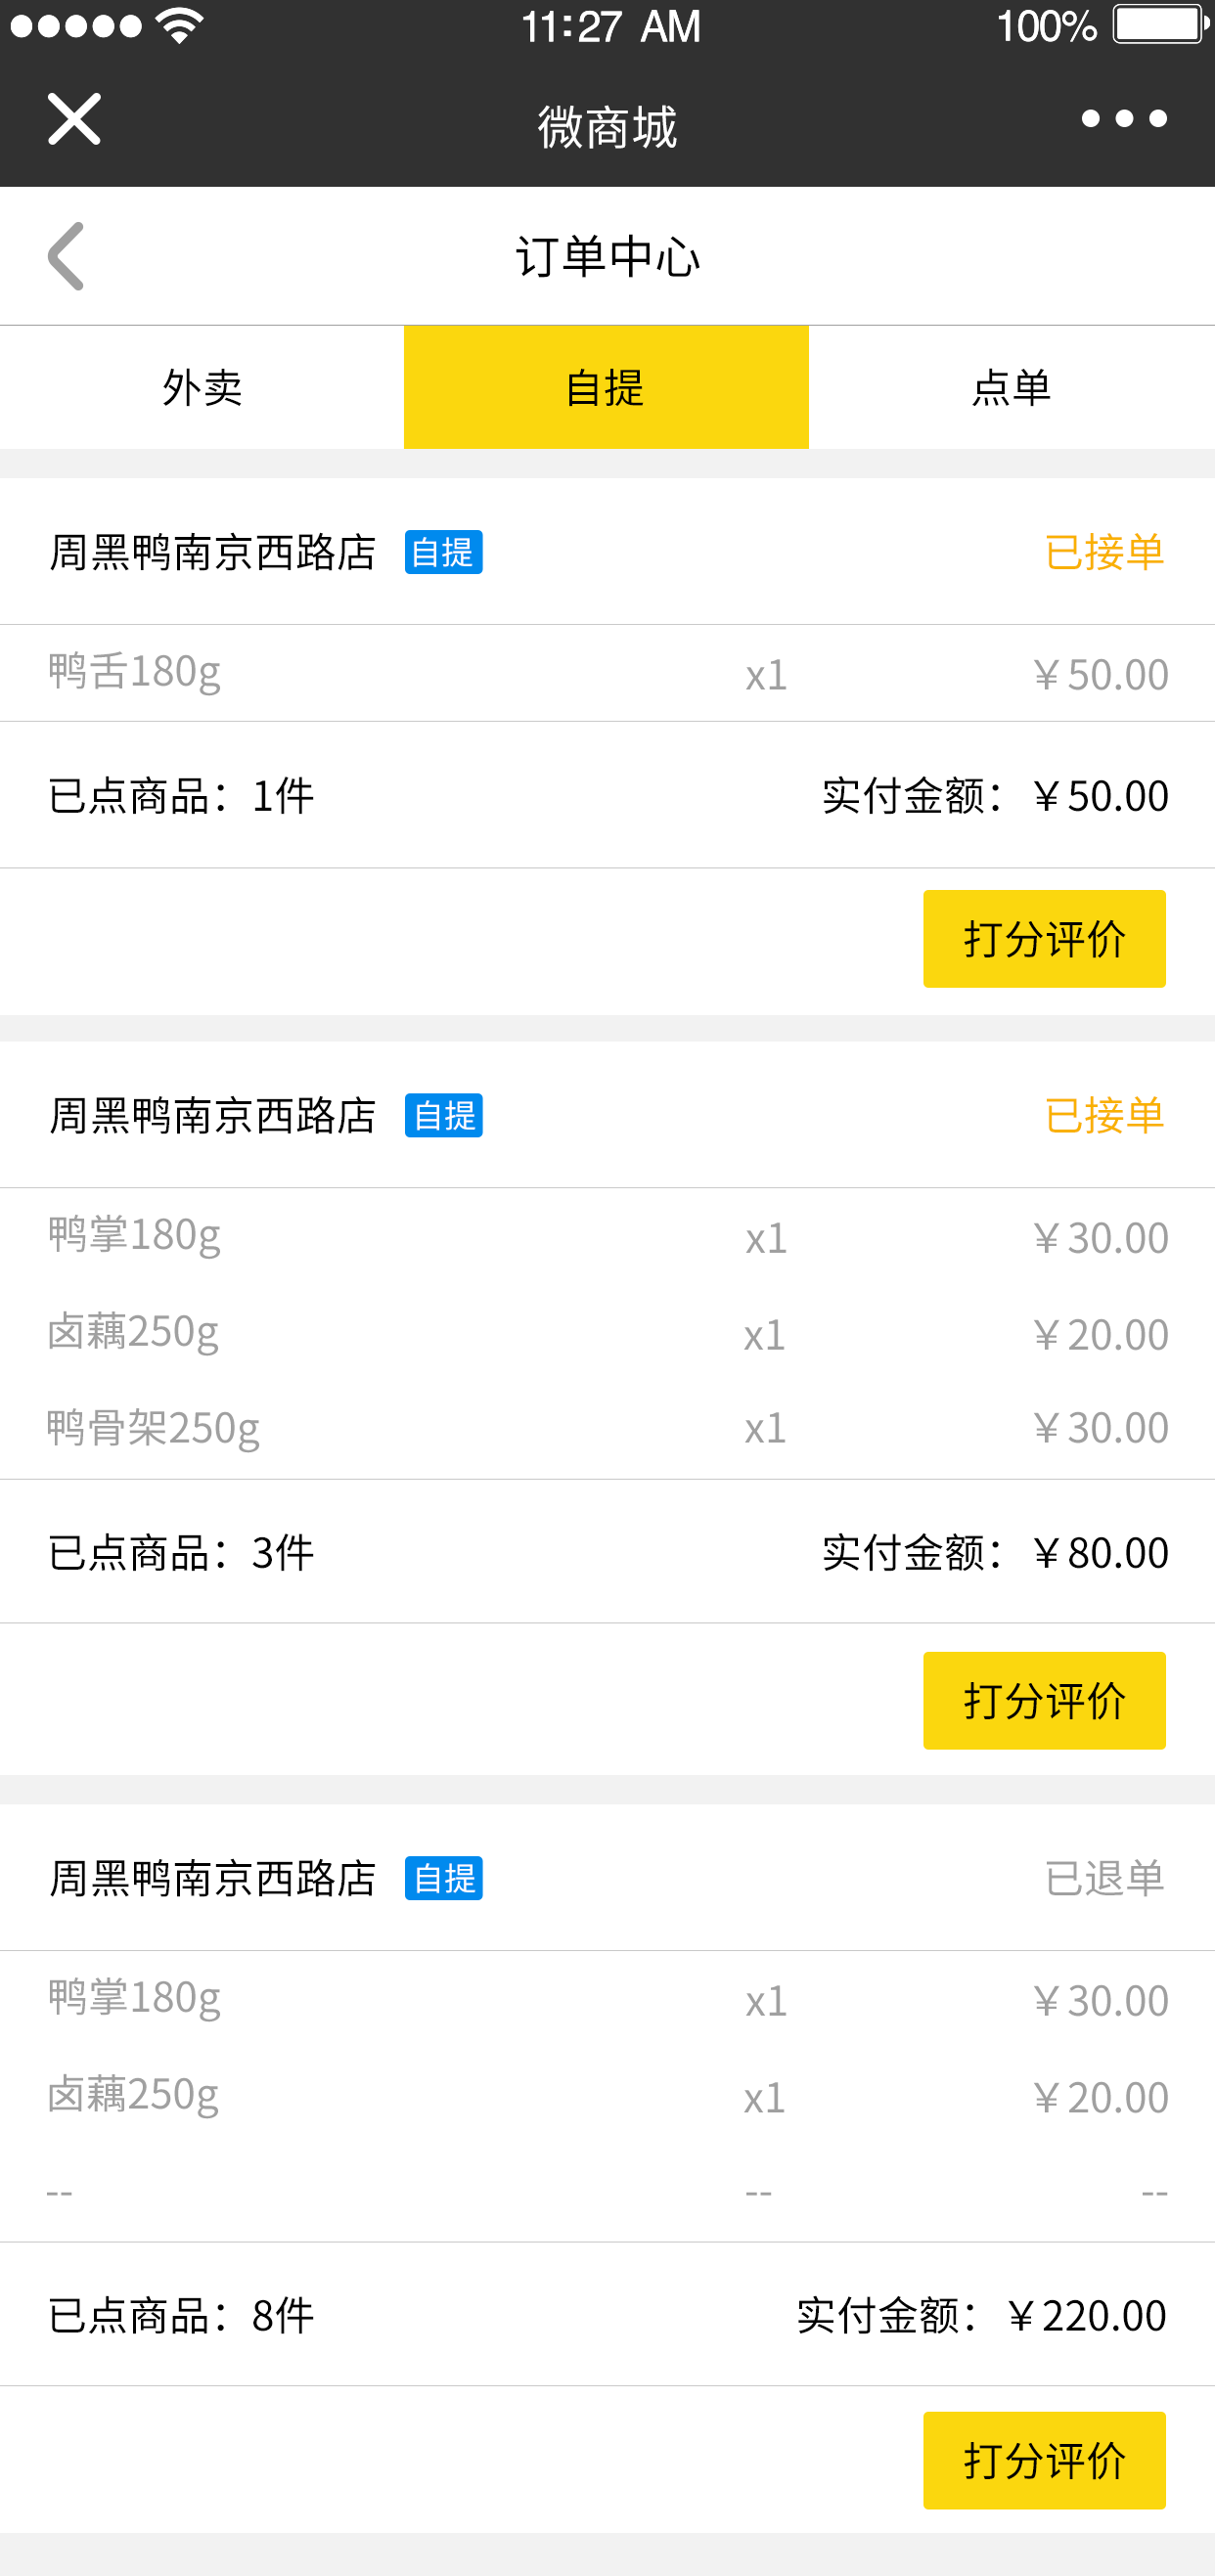 11:27 AM 100%
微商城
订单中心
外卖 自提 点单
周黑鸭南京西路店 自提 已接单
鸭舌180g x1 ￥50.00
已点商品：1件 实付金额：￥50.00
打分评价
周黑鸭南京西路店 自提 已接单
鸭掌180g x1 ￥30.00
卤藕250g x1 ￥20.00
鸭骨架250g x1 ￥30.00
已点商品：3件 实付金额：￥80.00
打分评价
周黑鸭南京西路店 自提 已退单
鸭掌180g x1 ￥30.00
卤藕250g x1 ￥20.00
-- -- --
已点商品：8件 实付金额：￥220.00
打分评价